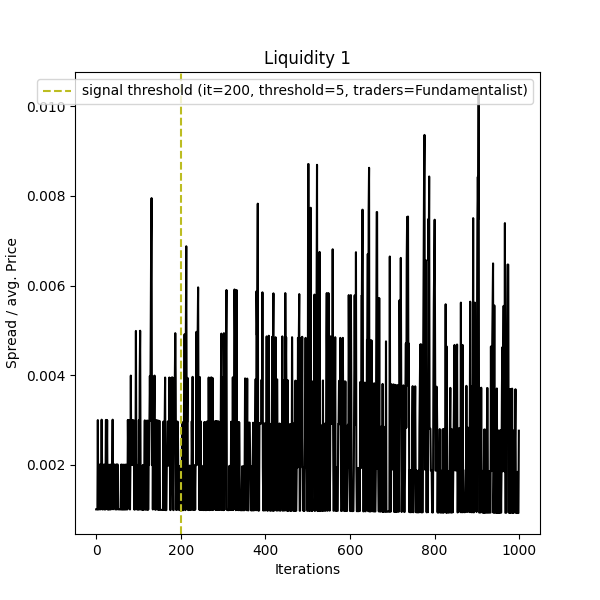 Liquidity 1
signal threshold (it=200, threshold=5, traders=Fundamentalist)
0.010
0.008
0.006
0.004
0.002
Spread / avg. Price
0 200 400 600 800 1000
Iterations